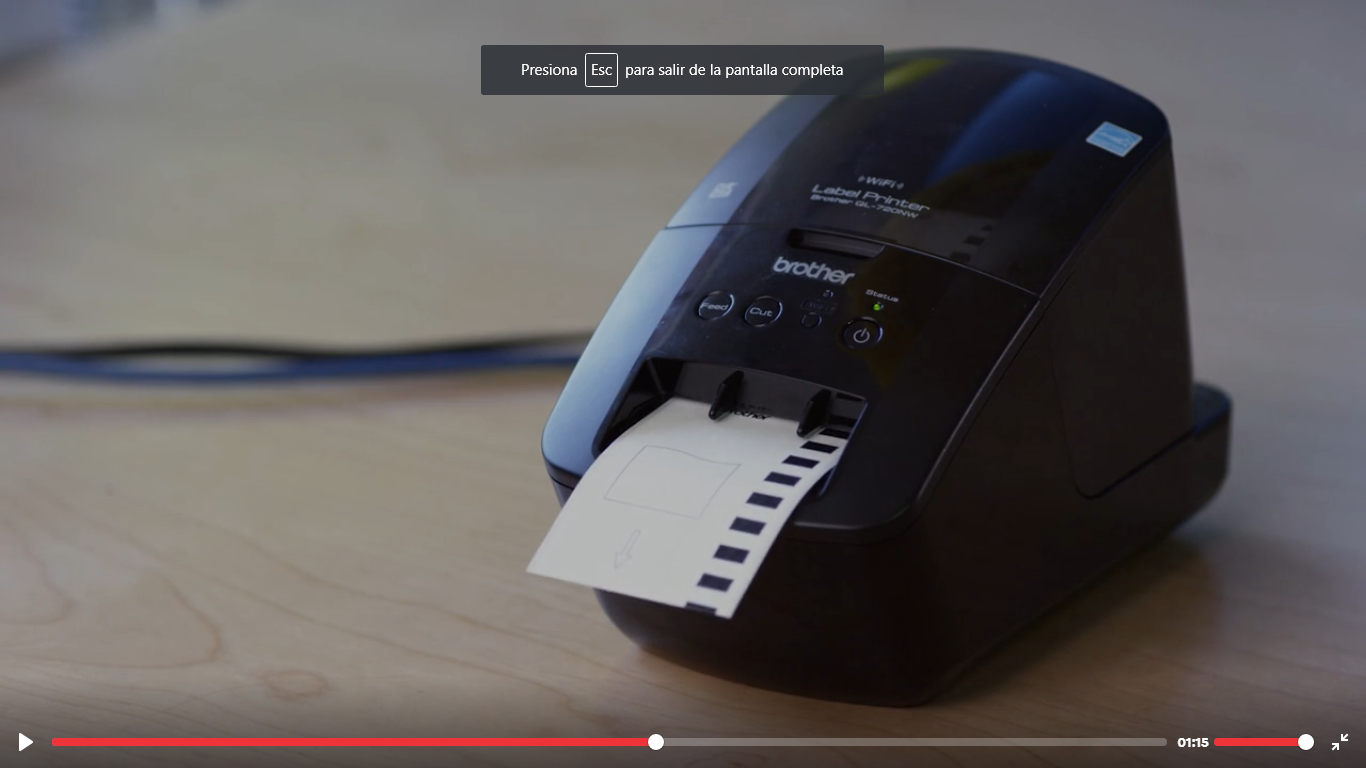 Presiona Esc para salir de la pantalla completa
WiFi
Label Printer
Brother QL-720NW
brother
Status
Feed
Cut
01:15